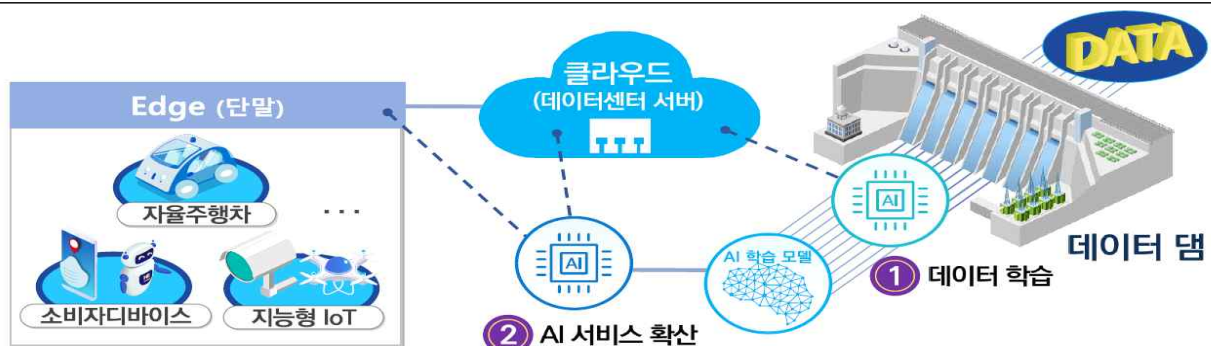 DATA
클라우드
(데이터센터 서버)
Edge (단말)
자율주행차
...
소비자디바이스
지능형 IoT
AI
AI 학습 모델
AI
데이터 댐
1 데이터 학습
2 AI 서비스 확산